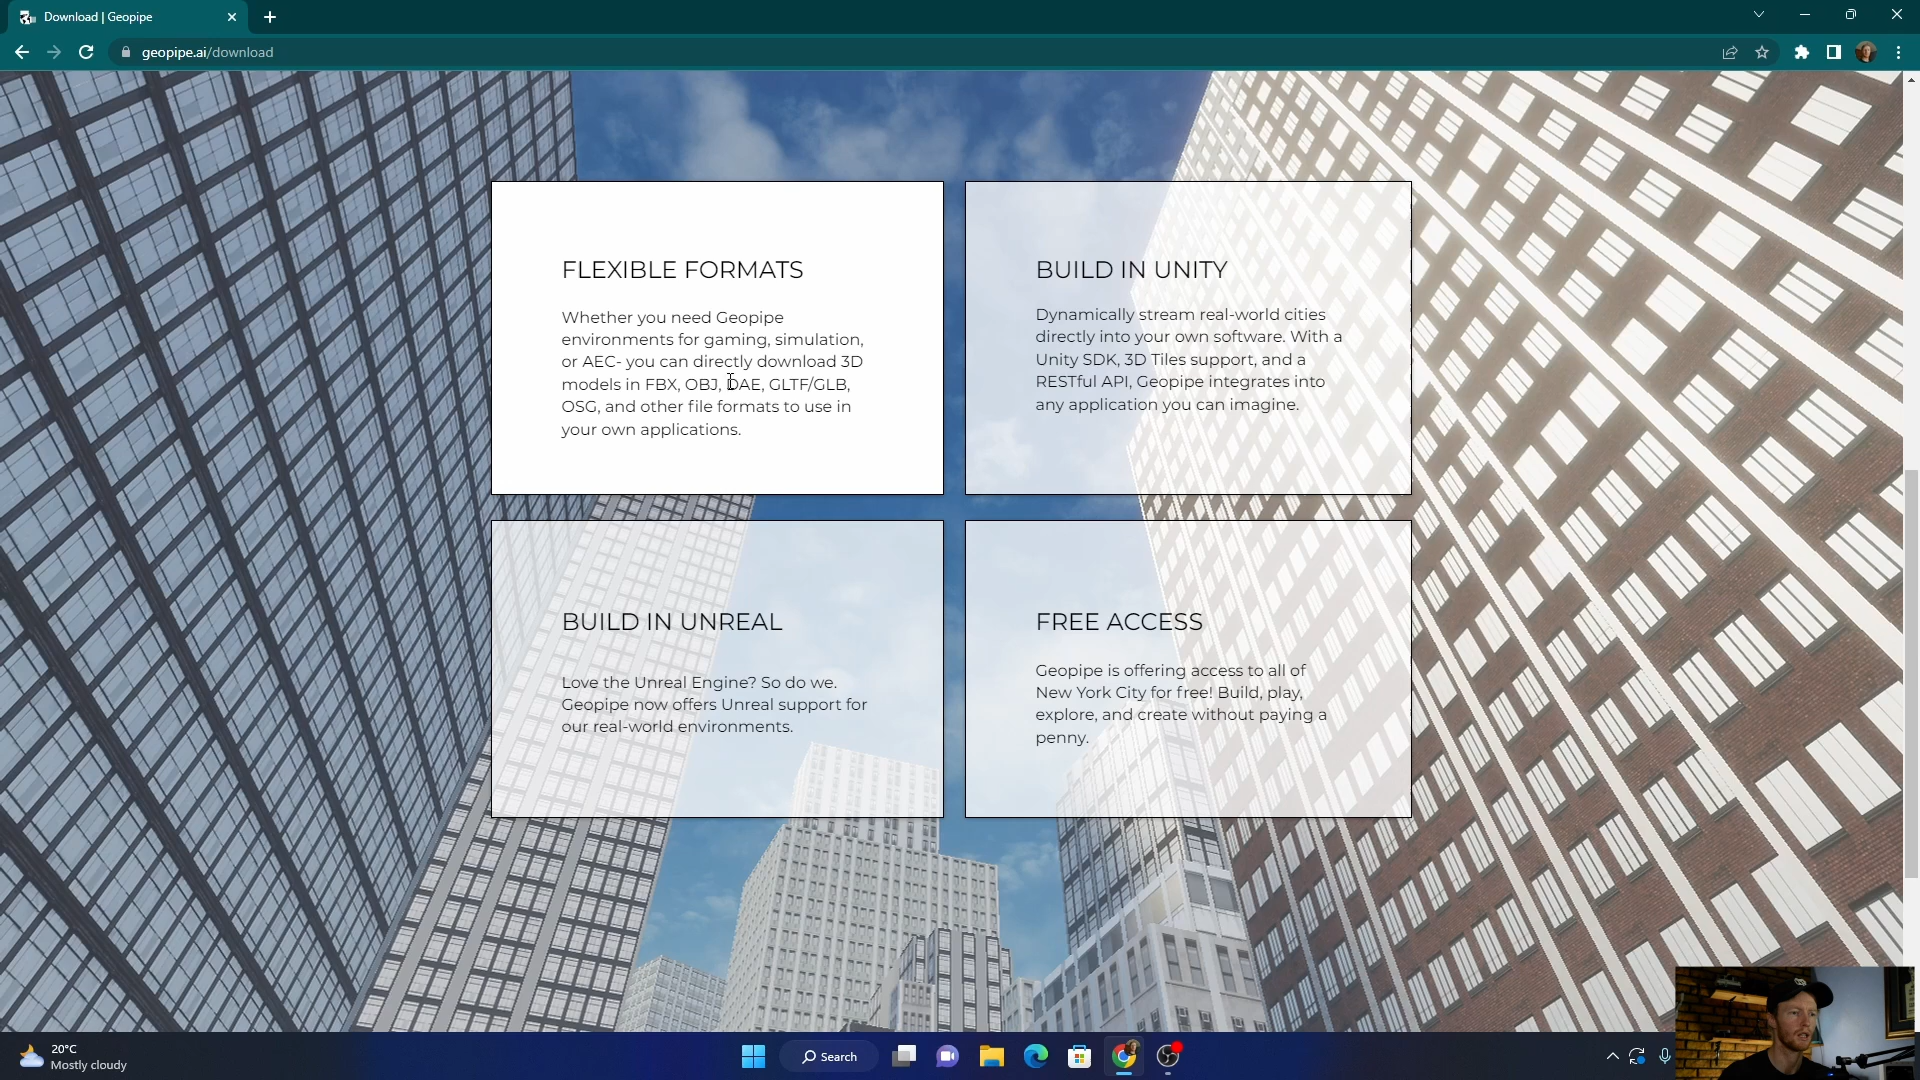 Download | Geopipe
geopipe.ai/download
FLEXIBLE FORMATS
Whether you need Geopipe
environments for gaming, simulation,
or AEC- you can directly download 3D
models in FBX, OBJ, DAE, GLTF/GLB,
OSG, and other file formats to use in
your own applications.
BUILD IN UNITY
Dynamically stream real-world cities
directly into your own software. With a
Unity SDK, 3D Tiles support, and a
RESTful API, Geopipe integrates into
any application you can imagine.
BUILD IN UNREAL
Love the Unreal Engine? So do we.
Geopipe now offers Unreal support for
our real-world environments.
FREE ACCESS
Geopipe is offering access to all of
New York City for free! Build, play,
explore, and create without paying a
penny.
20°C
Mostly cloudy
Search